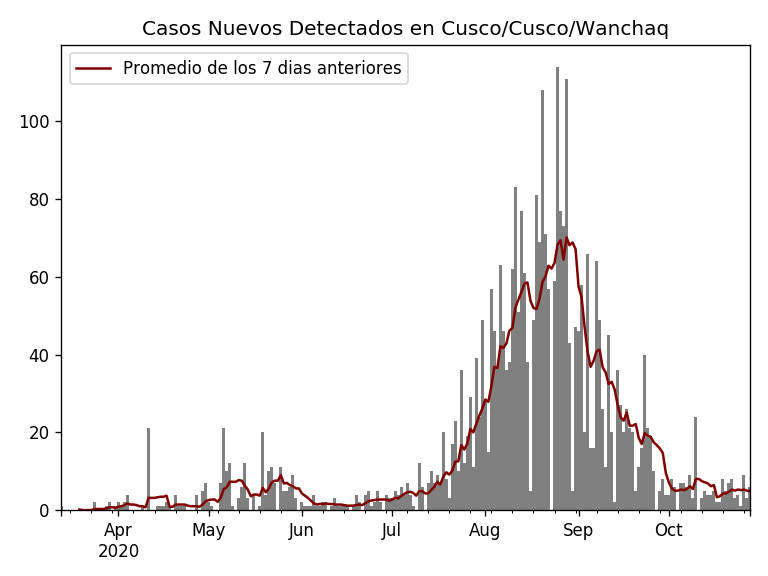 Casos Nuevos Detectados en Cusco/Cusco/Wanchaq
Promedio de los 7 dias anteriores
100
80
60
40
20
0
Apr May Jun Jul Aug Sep Oct
2020